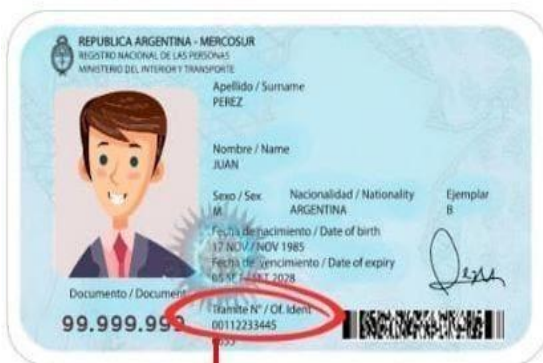 REPUBLICA ARGENTINA - MERCOSUR
REGISTRO NACIONAL DE LAS PERSONAS
MINISTERIO DEL INTERIOR Y TRANSPORTE
Apellido / Surname
PEREZ
Nombre / Name
JUAN
Sexo / Sex Nacionalidad / Nationality Ejemplar
M ARGENTINA B
Fecha de nacimiento / Date of birth
17 NOV / NOV 1985
Fecha de vencimiento / Date of expiry
2028
Documento / Document
Tramite N° / Of. Ident
99.999.999 00112233445